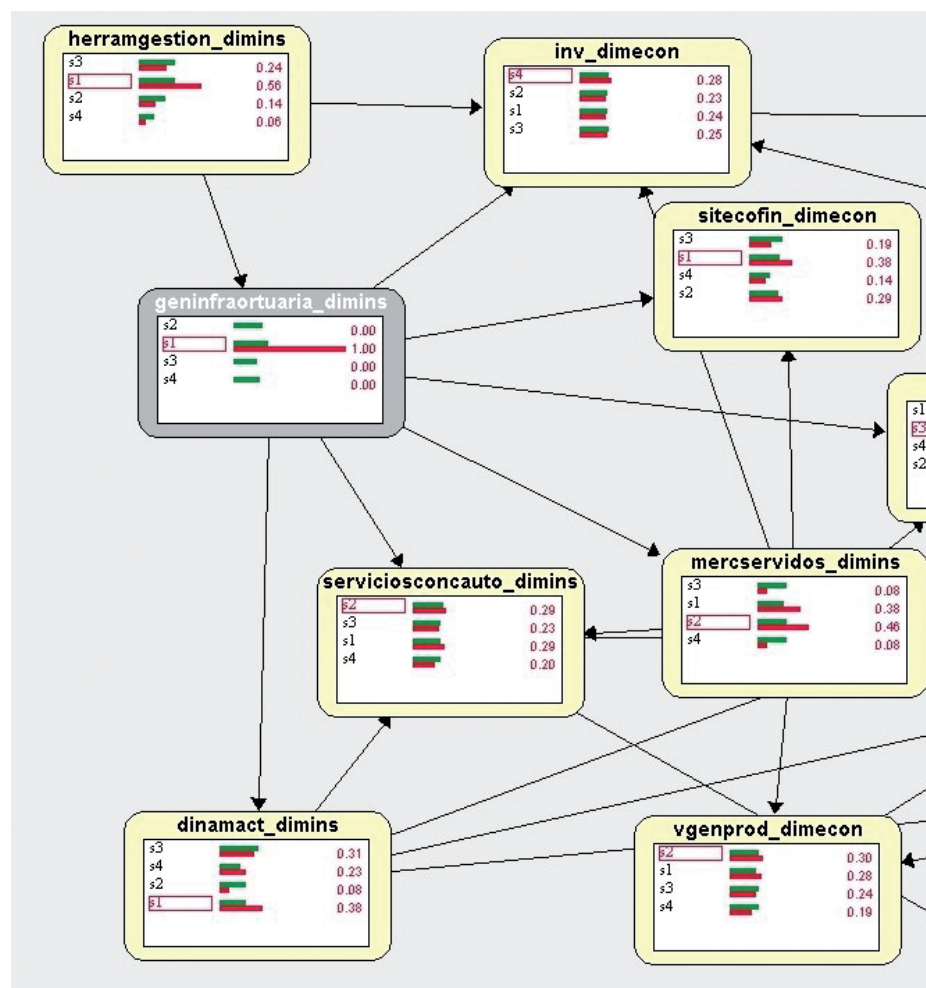 herramgestion_dimins
s3 0.24
s1 0.56
s2 0.14
s4 0.06
inv_dimecon
s4 0.28
s2 0.23
s1 0.24
s3 0.25
sitecofin_dimecon
s3 0.19
s1 0.38
s4 0.14
s2 0.29
geninfraortuaria_dimins
s2 0.00
s1 1.00
s3 0.00
s4 0.00
s1
s3
s4
s2
mercservidos_dimins
s3 0.08
s1 0.38
s2 0.46
s4 0.08
serviciosconcauto_dimins
s2 0.29
s3 0.23
s1 0.29
s4 0.20
dinamact_dimins
s3 0.31
s4 0.23
s2 0.08
s1 0.38
vgenprod_dimecon
s2 0.30
s1 0.28
s3 0.24
s4 0.19